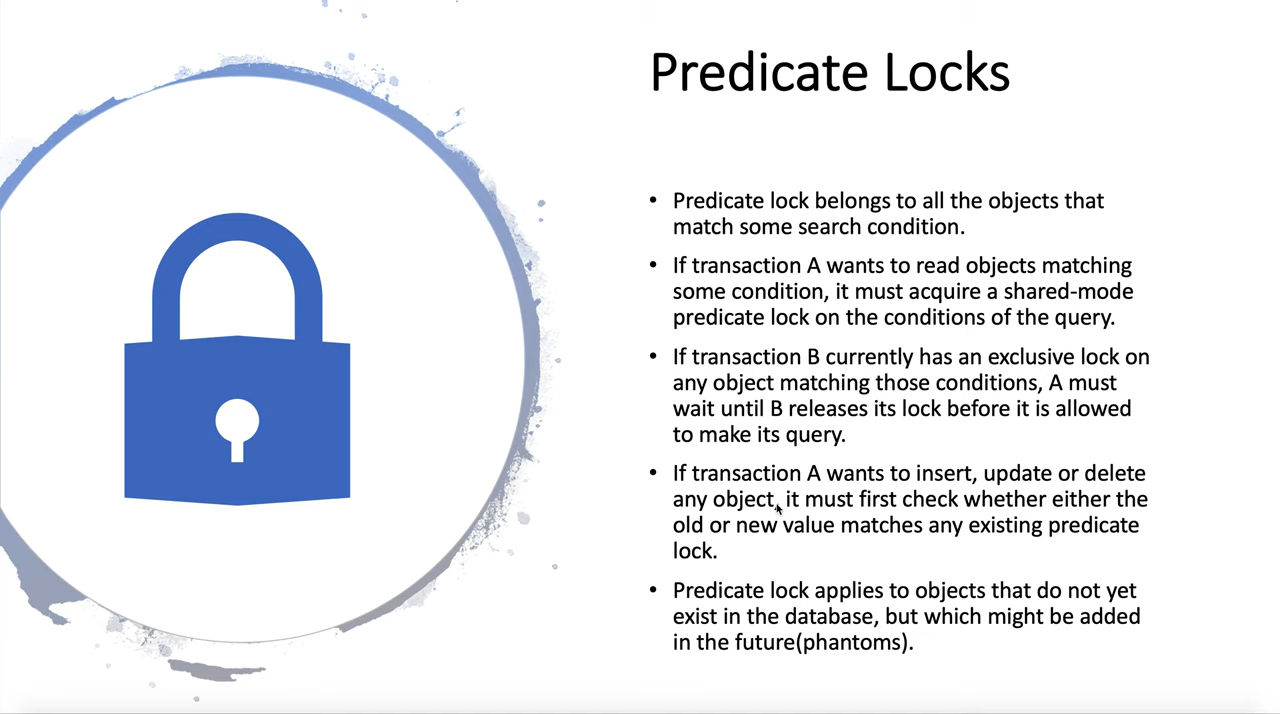 Predicate Locks
• Predicate lock belongs to all the objects that
match some search condition.
• If transaction A wants to read objects matching
some condition, it must acquire a shared-mode
predicate lock on the conditions of the query.
• If transaction B currently has an exclusive lock on
any object matching those conditions, A must
wait until B releases its lock before it is allowed
to make its query.
• If transaction A wants to insert, update or delete
any object, it must first check whether either the
old or new value matches any existing predicate
lock.
• Predicate lock applies to objects that do not yet
exist in the database, but which might be added
in the future(phantoms).